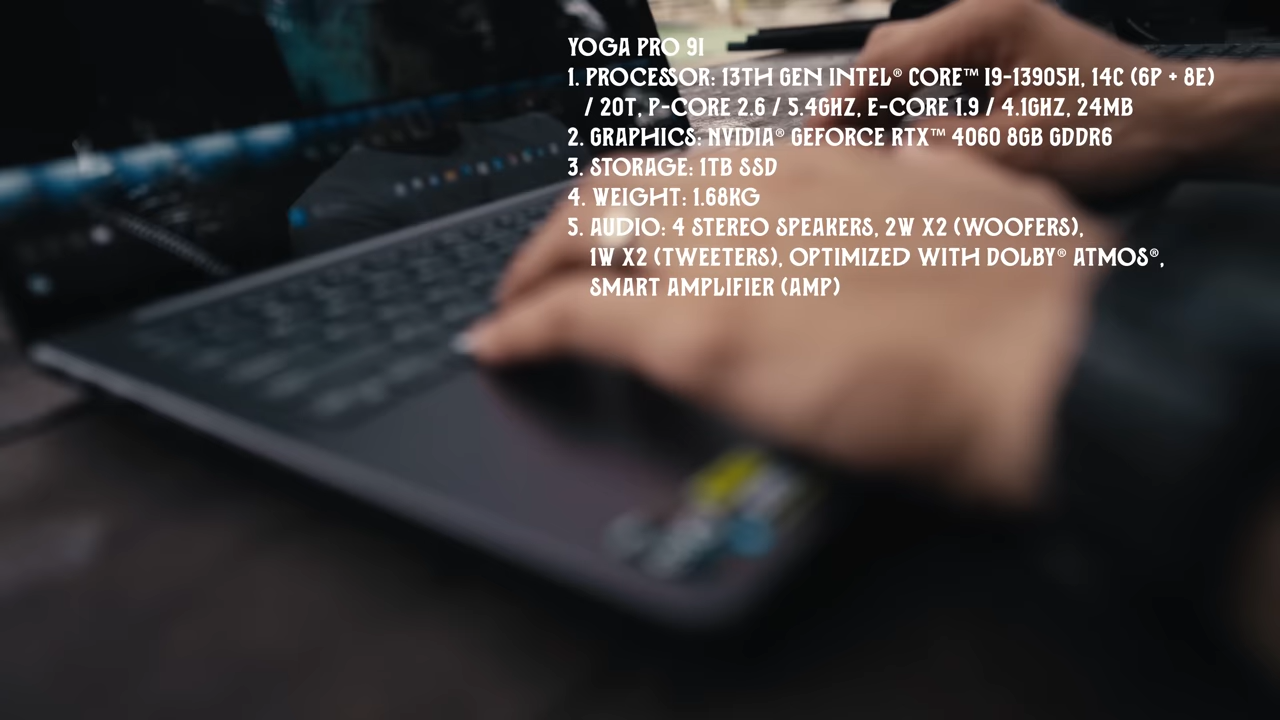 YOGA PRO 9I
1. PROCESSOR: 13TH GEN INTEL® CORE™ I9-13905H, 14C (6P + 8E)
/ 20T, P-CORE 2.6 / 5.4GHZ, E-CORE 1.9 / 4.1GHZ, 24MB
2. GRAPHICS: NVIDIA® GEFORCE RTX™ 4060 8GB GDDR6
3. STORAGE: 1TB SSD
4. WEIGHT: 1.68KG
5. AUDIO: 4 STEREO SPEAKERS, 2W X2 (WOOFERS),
1W X2 (TWEETERS), OPTIMIZED WITH DOLBY® ATMOS®,
SMART AMPLIFIER (AMP)